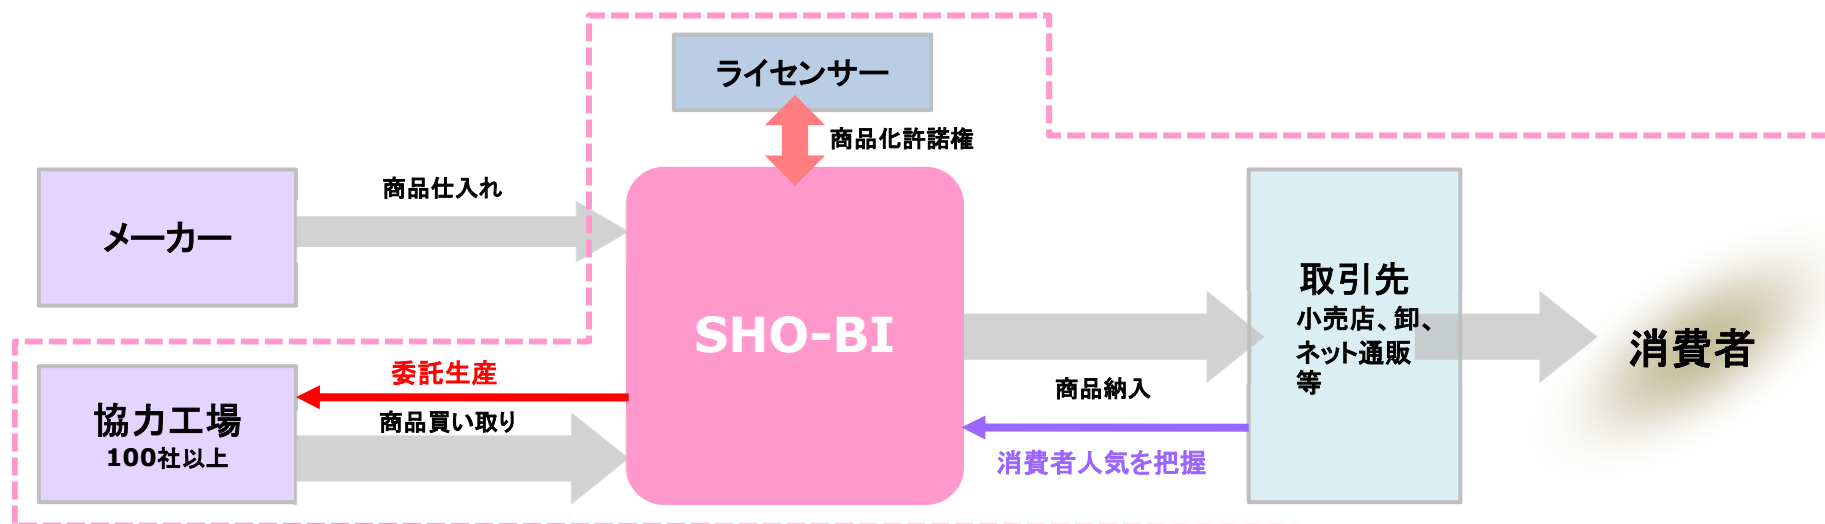 ライセンサー
商品化許諾権
メーカー
商品仕入れ
SHO-BI
取引先
小売店、卸、
ネット通販
等
消費者
委託生産
協力工場
100社以上
商品買い取り
商品納入
消費者人気を把握